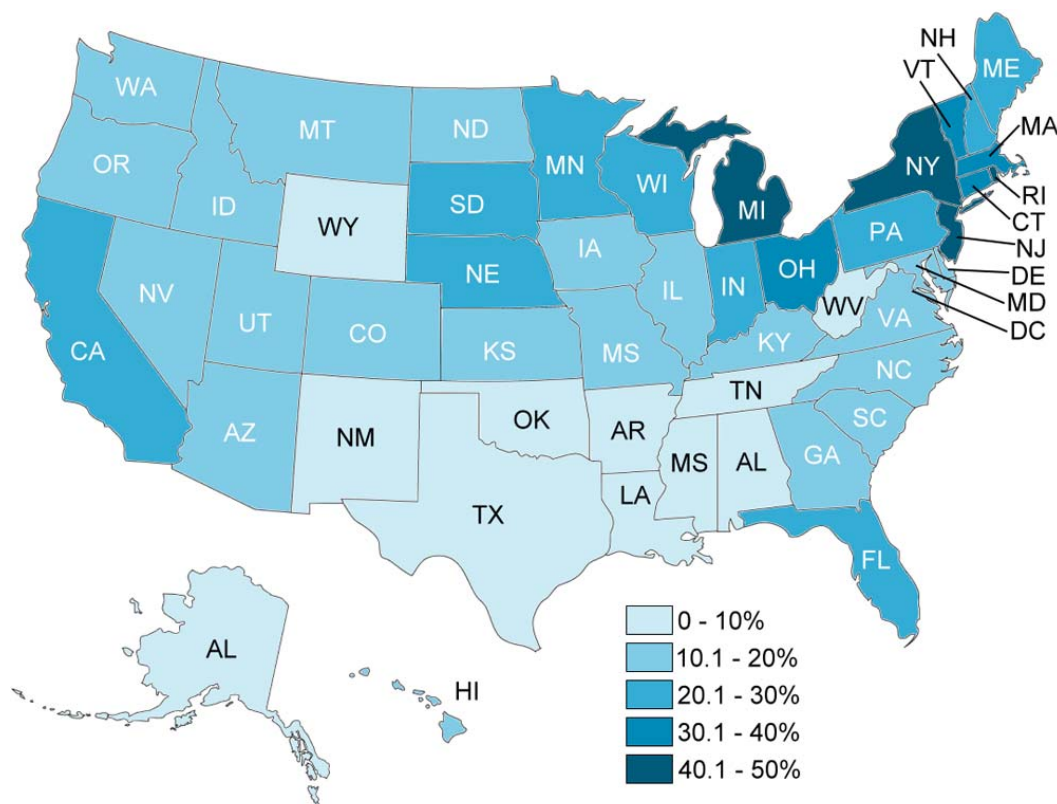 NH
VT
ME
WA
MT
ND
MN
MA
OR
ID
SD
WI
NY
RI
WY
MI
CT
PA
NJ
IA
NE
OH
DE
NV
IL
IN
MD
UT
WV
CO
VA
DC
CA
KS
MS
KY
NC
TN
OK
AZ
NM
AR
SC
MS
AL
GA
LA
TX
FL
0 - 10%
AL
10.1 - 20%
HI
20.1 - 30%
30.1 - 40%
40.1 - 50%